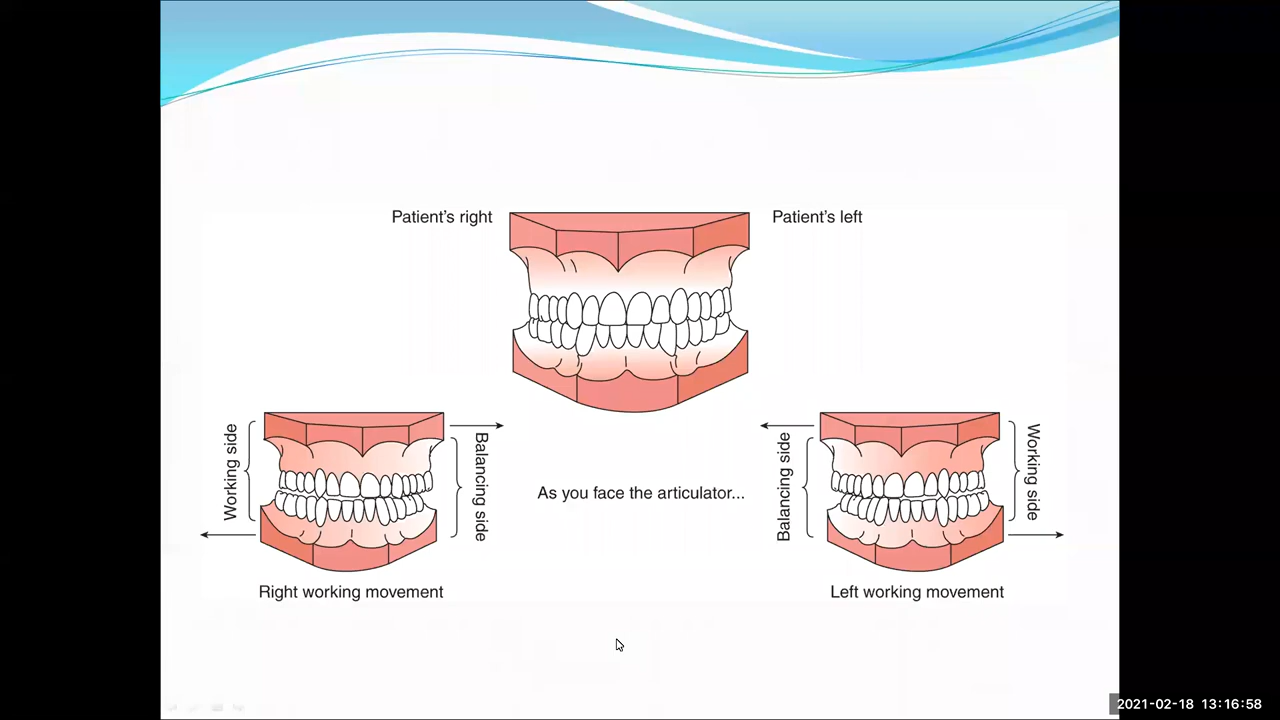 Patient's right
Patient's left
Working side
Balancing side
As you face the articulator...
Balancing side
Working side
Right working movement
Left working movement
2021-02-18 13:16:58